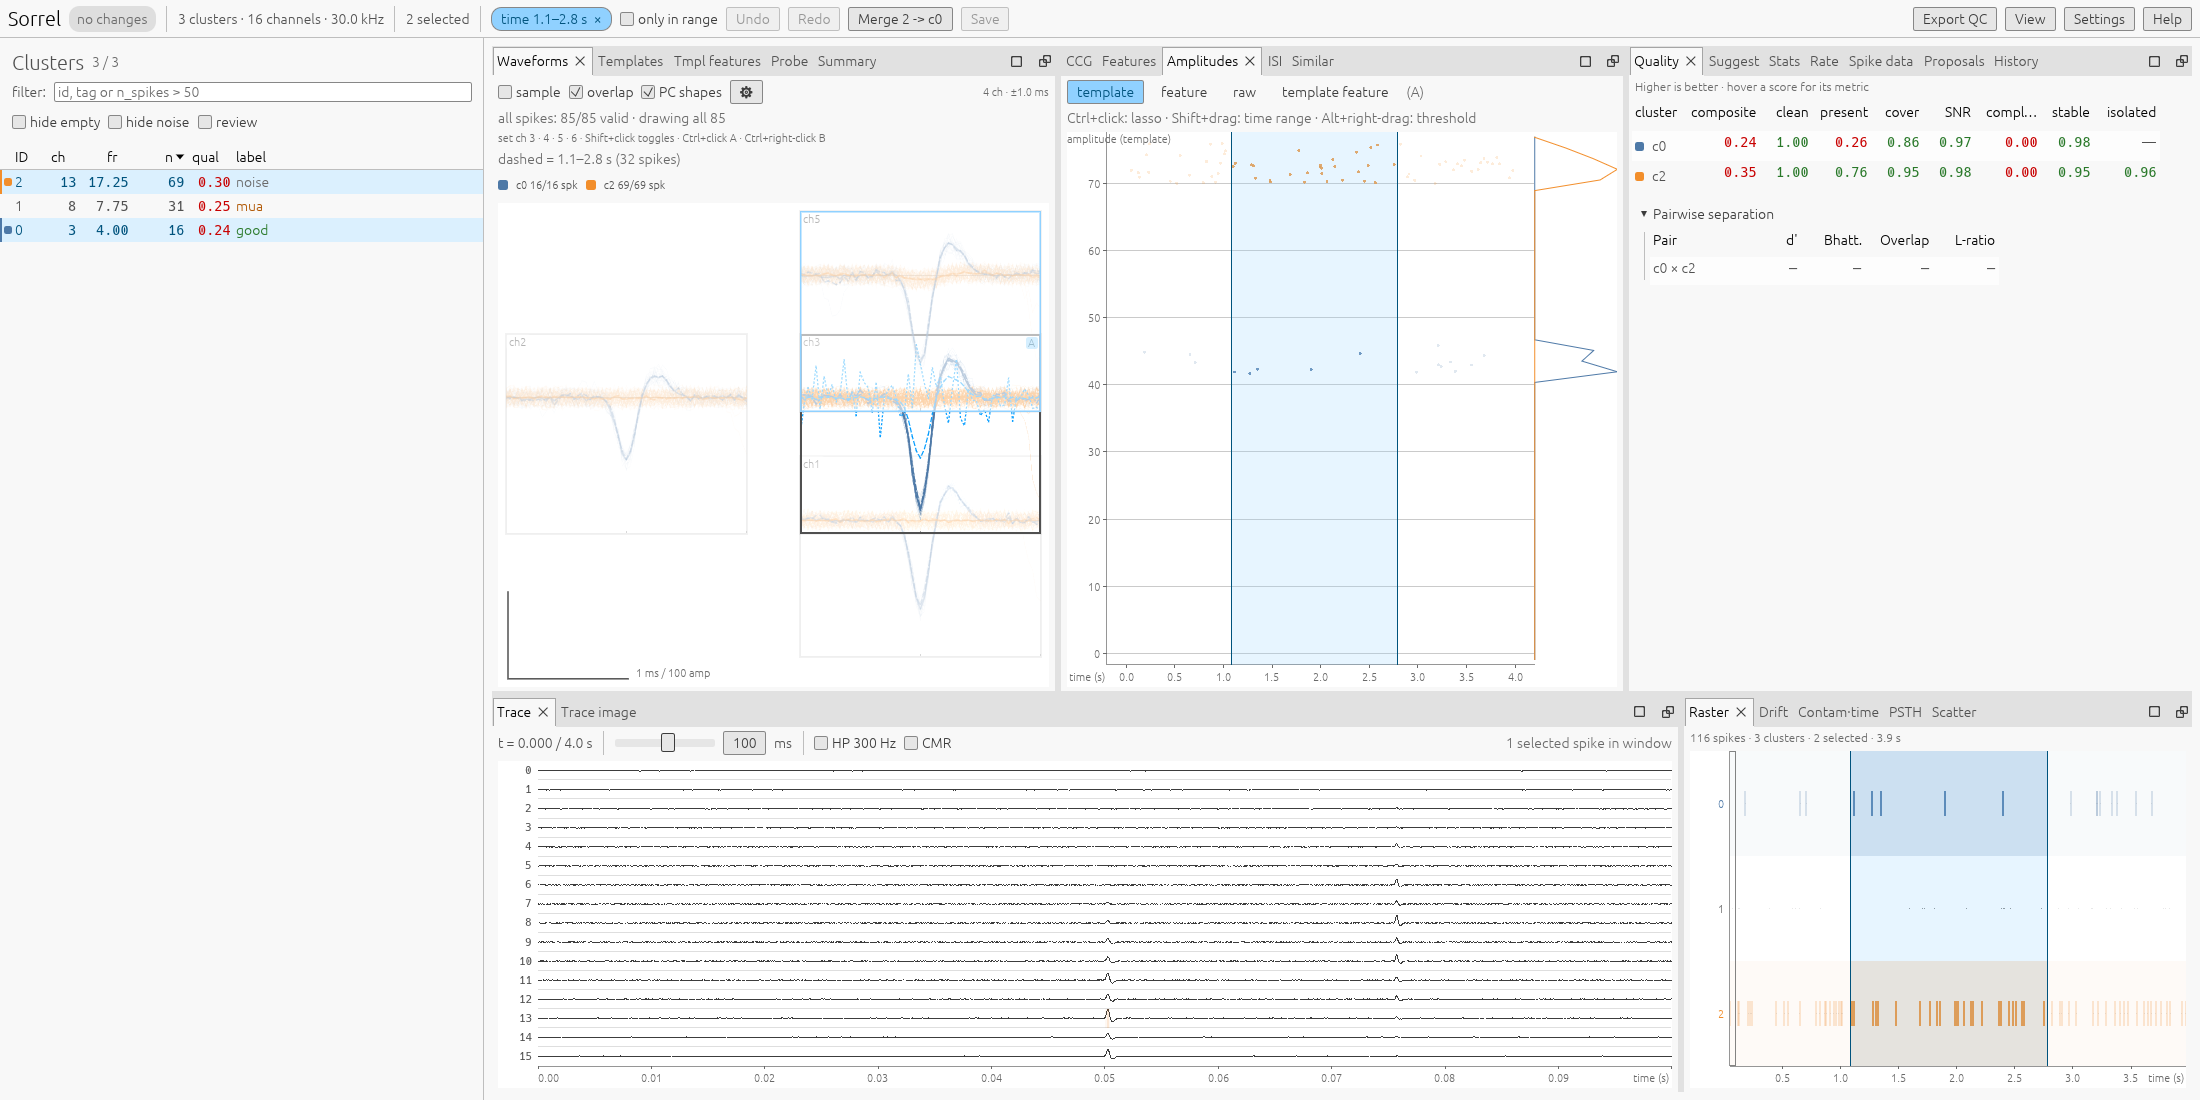 Sorrel no changes 3 clusters · 16 channels · 30.0 kHz 2 selected time 1.1–2.8 s × only in range Undo Redo Merge 2 -> c0 Save Export QC View Settings Help
Clusters 3 / 3
filter: id, tag or n_spikes > 50
hide empty hide noise review
ID ch fr n▼ qual label
2 13 17.25 69 0.30 noise
1 8 7.75 31 0.25 mua
0 3 4.00 16 0.24 good
Waveforms Templates Tmpl features Probe Summary
sample overlap PC shapes 4 ch · ±1.0 ms
all spikes: 85/85 valid · drawing all 85
set ch 3 · 4 · 5 · 6 · Shift+click toggles · Ctrl+click A · Ctrl+right-click B
dashed = 1.1–2.8 s (32 spikes)
c0 16/16 spk c2 69/69 spk
ch5
ch2
ch3 A
ch1
1 ms / 100 amp
CCG Features Amplitudes ISI Similar
template feature raw template feature (A)
Ctrl+click: lasso · Shift+drag: time range · Alt+right-drag: threshold
amplitude (template)
70
60
50
40
30
20
10
0
time (s) 0.0 0.5 1.0 1.5 2.0 2.5 3.0 3.5 4.0
Quality Suggest Stats Rate Spike data Proposals History
Higher is better · hover a score for its metric
cluster composite clean present cover SNR compl… stable isolated
c0 0.24 1.00 0.26 0.86 0.97 0.00 0.98 —
c2 0.35 1.00 0.76 0.95 0.98 0.00 0.95 0.96
▼ Pairwise separation
Pair d' Bhatt. Overlap L-ratio
c0 × c2 – – – –
Trace Trace image
t = 0.000 / 4.0 s 100 ms HP 300 Hz CMR 1 selected spike in window
0
1
2
3
4
5
6
7
8
9
10
11
12
13
14
15
0.00 0.01 0.02 0.03 0.04 0.05 0.06 0.07 0.08 0.09 time (s)
Raster Drift Contam·time PSTH Scatter
116 spikes · 3 clusters · 2 selected · 3.9 s
0
1
2
0.5 1.0 1.5 2.0 2.5 3.0 3.5 time (s)